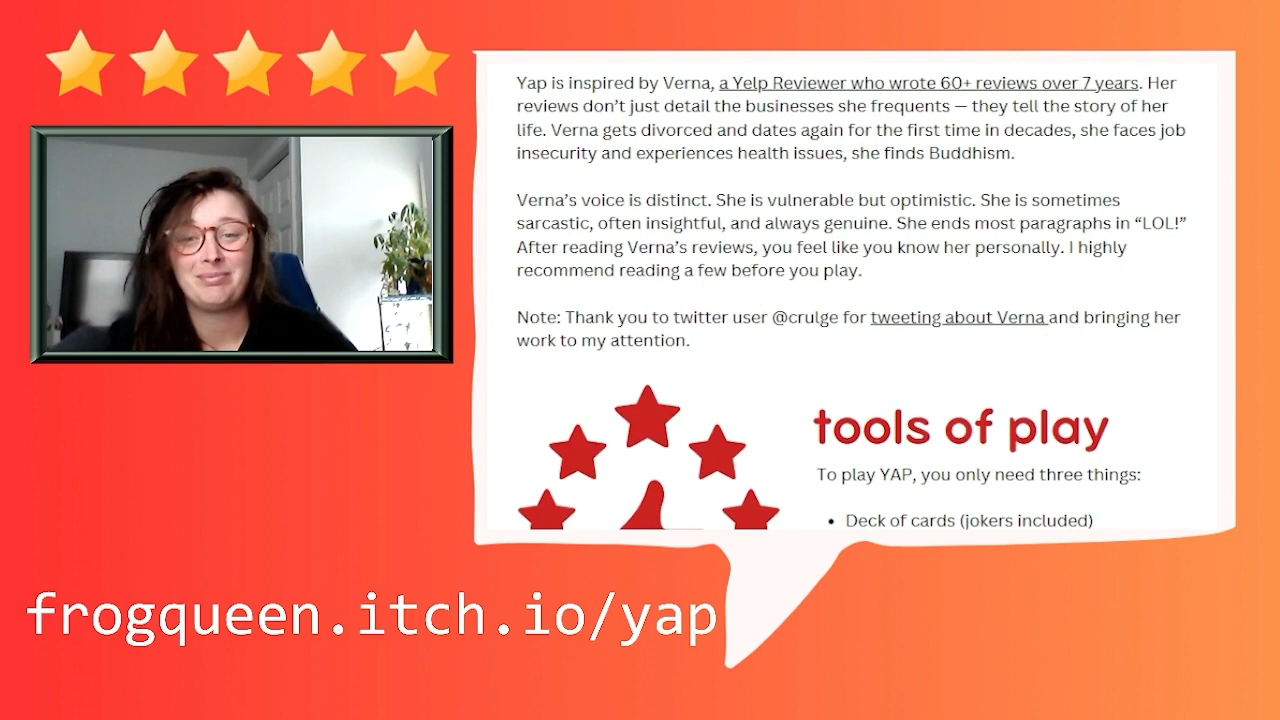 Yap is inspired by Verna, a Yelp Reviewer who wrote 60+ reviews over 7 years. Her
reviews don’t just detail the businesses she frequents — they tell the story of her
life. Verna gets divorced and dates again for the first time in decades, she faces job
insecurity and experiences health issues, she finds Buddhism.
Verna’s voice is distinct. She is vulnerable but optimistic. She is sometimes
sarcastic, often insightful, and always genuine. She ends most paragraphs in “LOL!”
After reading Verna’s reviews, you feel like you know her personally. I highly
recommend reading a few before you play.
Note: Thank you to twitter user @crulge for tweeting about Verna and bringing her
work to my attention.
tools of play
To play YAP, you only need three things:
• Deck of cards (jokers included)
frogqueen.itch.io/yap